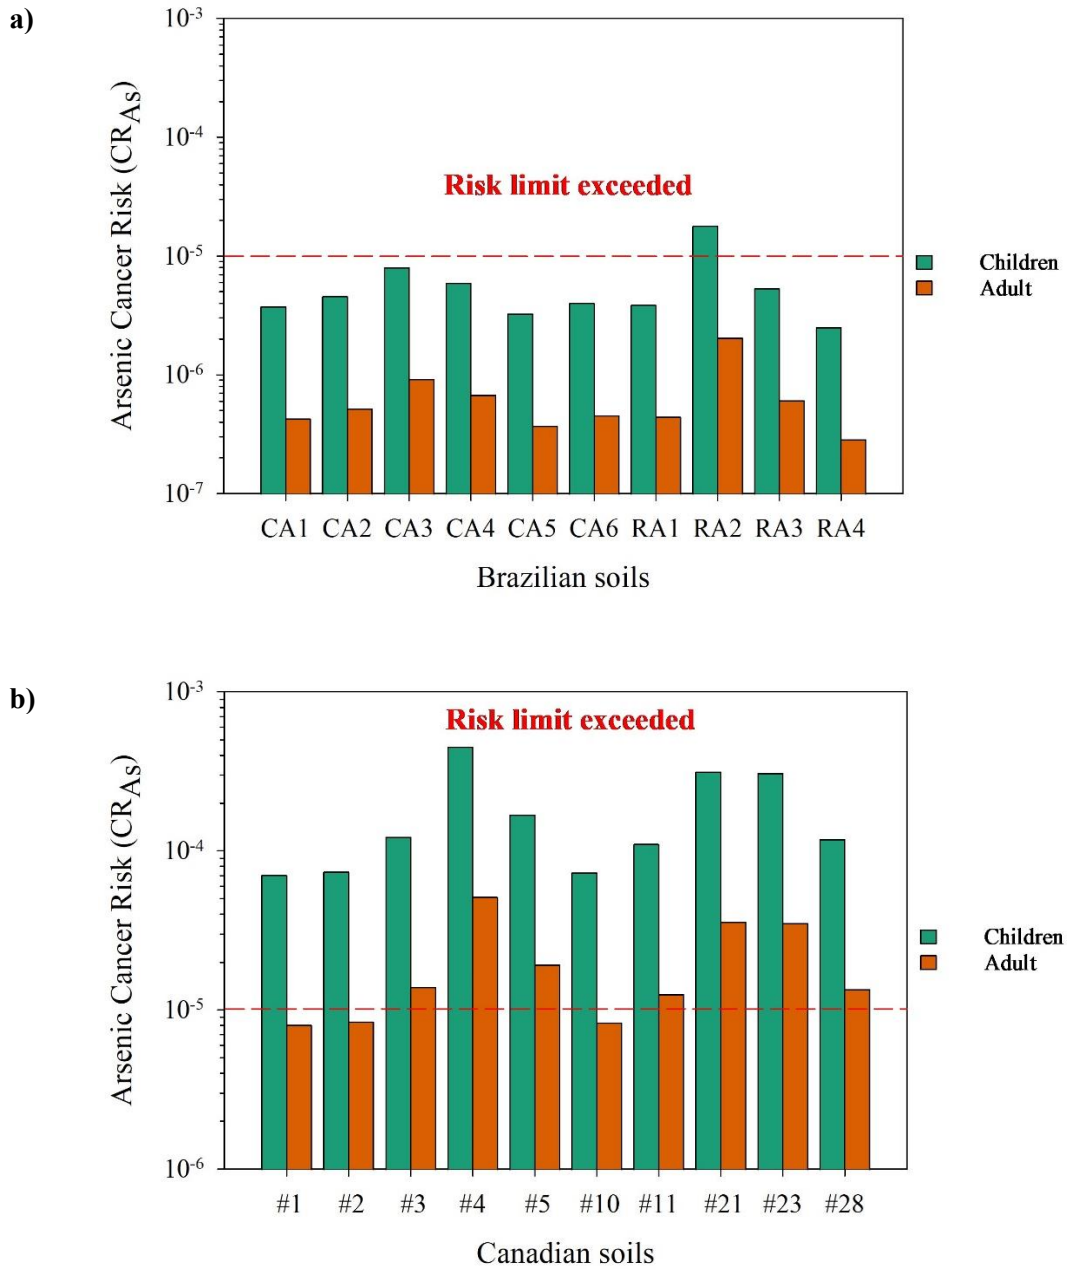 a)
Arsenic Cancer Risk (CRAs)
10-3
10-4
10-5
10-6
10-7
Risk limit exceeded
Children
Adult
CA1 CA2 CA3 CA4 CA5 CA6 RA1 RA2 RA3 RA4
Brazilian soils
b)
Arsenic Cancer Risk (CRAs)
10-3
10-4
10-5
10-6
Risk limit exceeded
Children
Adult
#1 #2 #3 #4 #5 #10 #11 #21 #23 #28
Canadian soils